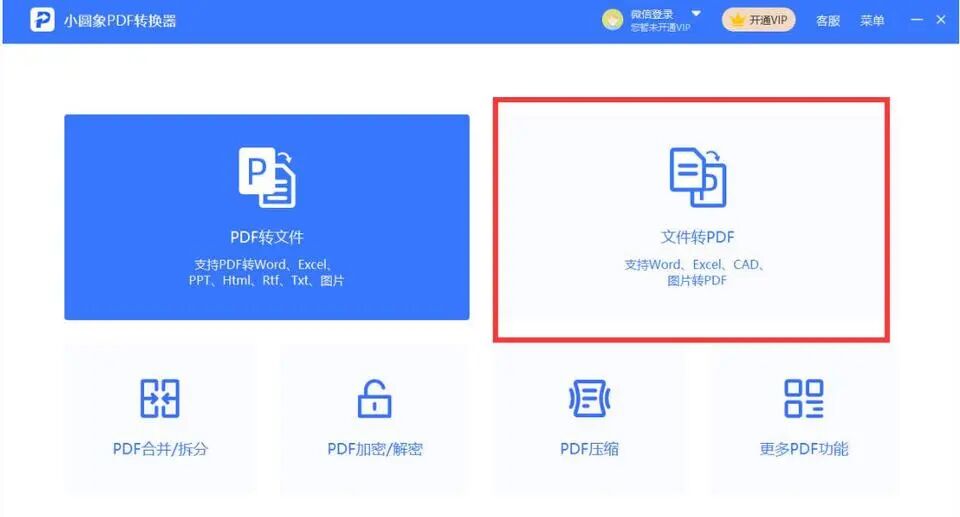 小圆象PDF转换器
微信登录
您暂未开通VIP
开通VIP
客服
菜单
PDF转文件
支持PDF转Word、Excel、
PPT、Html、Rtf、Txt、图片
文件转PDF
支持Word、Excel、CAD、
图片转PDF
PDF合并/拆分
PDF加密/解密
PDF压缩
更多PDF功能